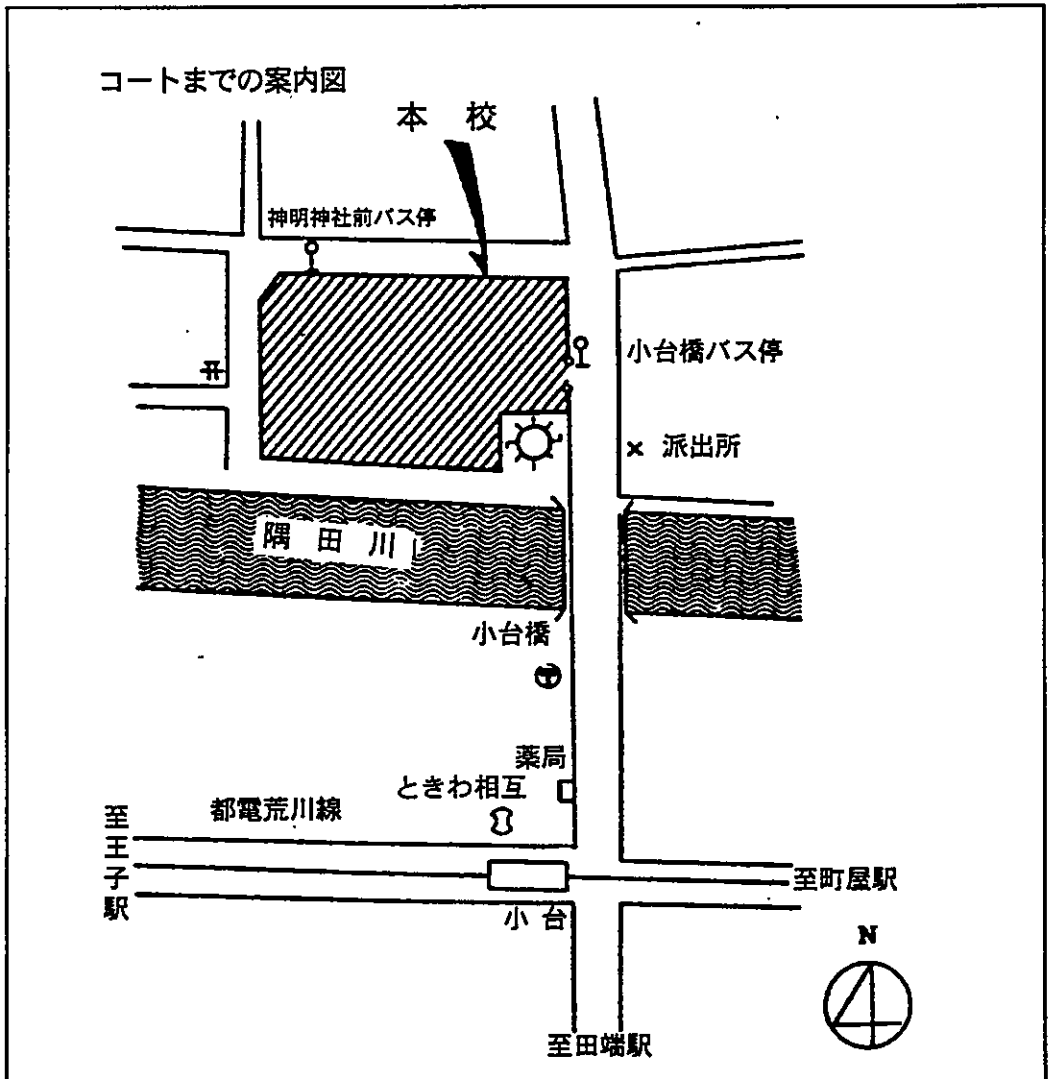 コートまでの案内図
本校
神明神社前バス停
小台橋バス停
× 派出所
隅田川
小台橋
薬局
ときわ相互
都電荒川線
至王子駅
至町屋駅
小台
N
至田端駅